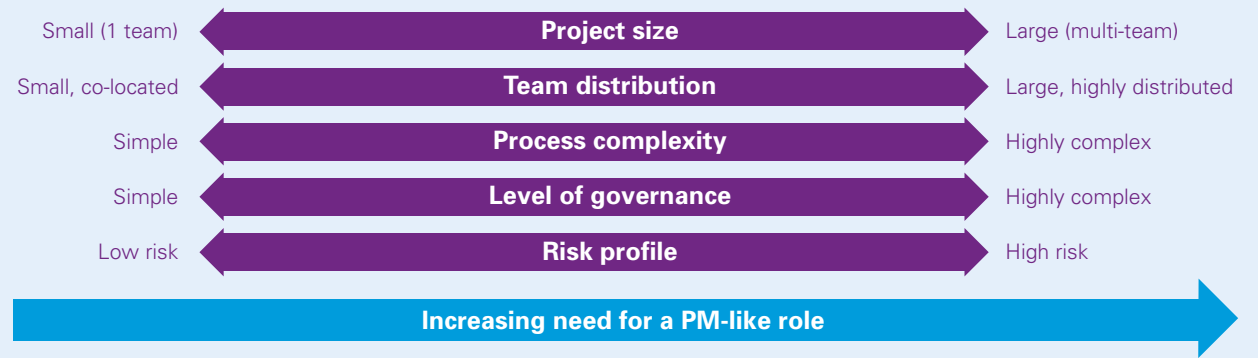 Small (1 team) Project size Large (multi-team)
Small, co-located Team distribution Large, highly distributed
Simple Process complexity Highly complex
Simple Level of governance Highly complex
Low risk Risk profile High risk
Increasing need for a PM-like role